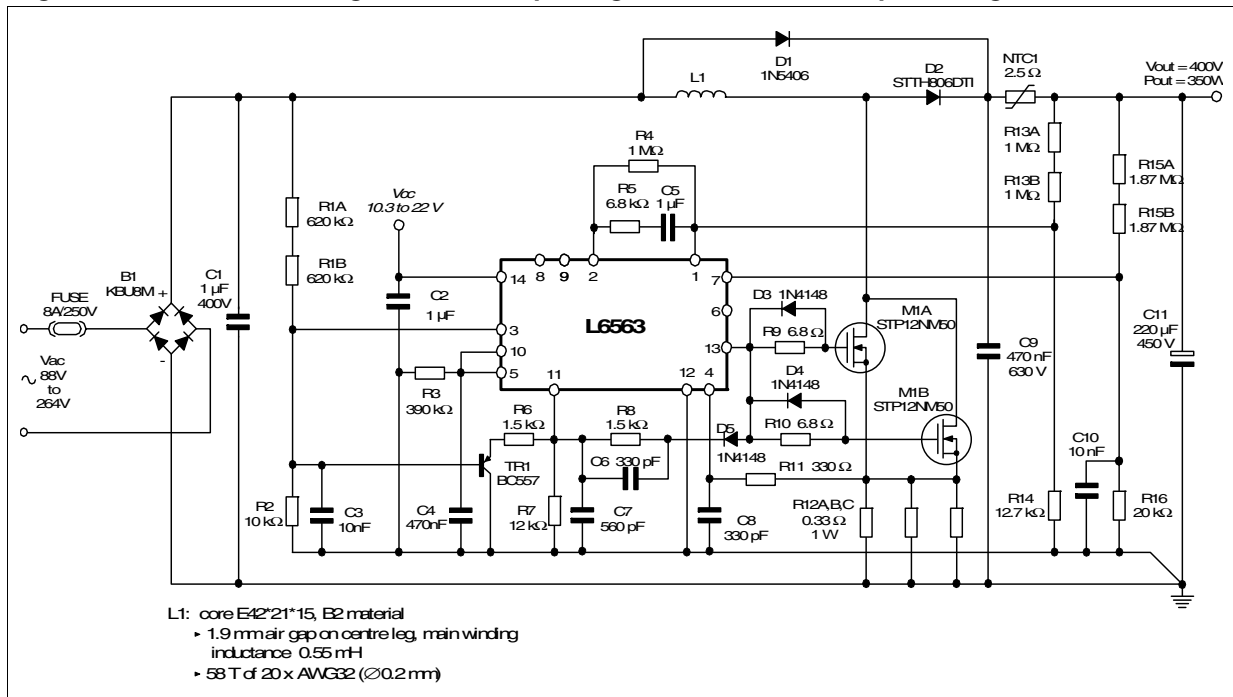 D1
1N5406
D2
STTH806DTI
NTC1
2.5 Ω
Vout = 400V
Pout = 350W
L1
R4
1 MΩ
R5
6.8 kΩ
C5
1 µF
R13A
1 MΩ
R13B
1 MΩ
R15A
1.87 MΩ
R15B
1.87 MΩ
Vcc
10.3 to 22 V
R1A
620 kΩ
R1B
620 kΩ
B1
KBU8M
+
-
C1
1 µF
400V
FUSE
8A/250V
Vac
88V
to
264V
~
C2
1 µF
14
8
9
2
1
7
3
6
10
13
5
11
12
4
L6563
D3
1N4148
R9 6.8 Ω
D4
1N4148
R10 6.8 Ω
M1A
STP12NM50
M1B
STP12NM50
C9
470 nF
630 V
C11
220 µF
450 V
R3
390 kΩ
R6
1.5 kΩ
R8
1.5 kΩ
D5
1N4148
C6 330 pF
TR1
BC557
R11 330 Ω
C10
10 nF
R2
10 kΩ
C3
10nF
C4
470nF
R7
12 kΩ
C7
560 pF
C8
330 pF
R12A,B,C
0.33 Ω
1 W
R14
12.7 kΩ
R16
20 kΩ
L1: core E42*21*15, B2 material
▸ 1.9 mm air gap on centre leg, main winding
inductance 0.55 mH
▸ 58 T of 20 x AWG32 (∅0.2 mm)